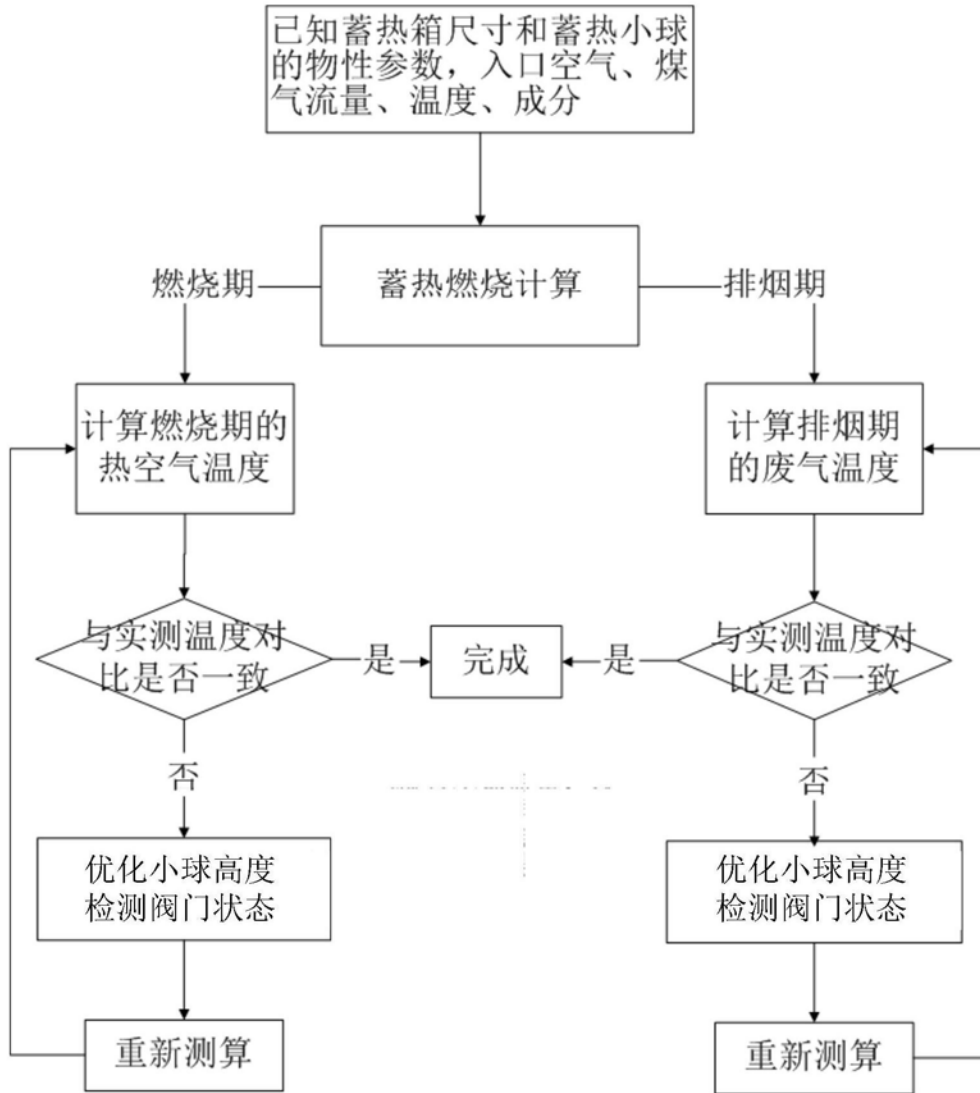 已知蓄热箱尺寸和蓄热小球
的物性参数，入口空气、煤
气流量、温度、成分
燃烧期
蓄热燃烧计算
排烟期
计算燃烧期的
热空气温度
计算排烟期
的废气温度
与实测温度对
比是否一致
是
完成
是
与实测温度对
比是否一致
否
否
优化小球高度
检测阀门状态
优化小球高度
检测阀门状态
重新测算
重新测算